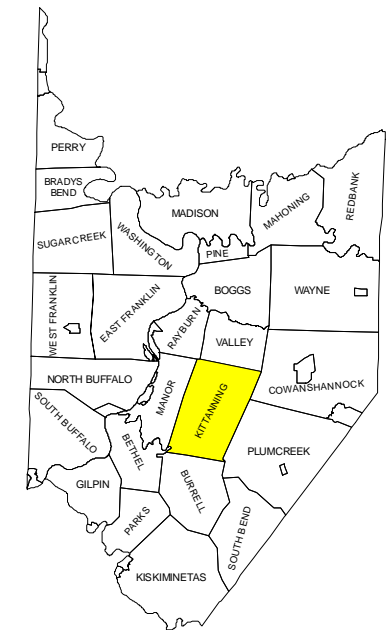 PERRY
BRADYS
BEND
MADISON
MAHONING
REDBANK
SUGARCREEK
WASHINGTON
PINE
WEST FRANKLIN
EAST FRANKLIN
RAYBURN
BOGGS
WAYNE
VALLEY
NORTH BUFFALO
MANOR
KITTANNING
COWANSHANNOCK
SOUTH BUFFALO
BETHEL
PLUMCREEK
GILPIN
BURRELL
PARKS
SOUTH BEND
KISKIMINETAS